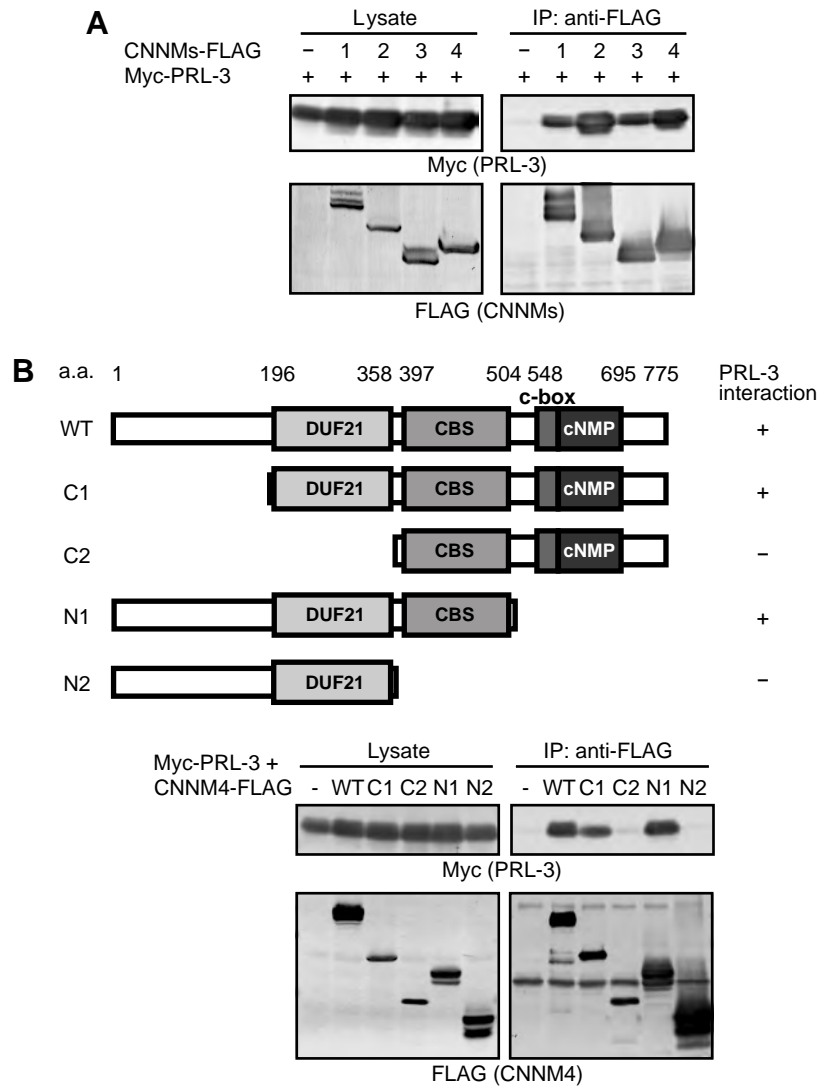 A
Lysate IP: anti-FLAG
CNNMs-FLAG − 1 2 3 4 − 1 2 3 4
Myc-PRL-3 + + + + + + + + + +
Myc (PRL-3)
FLAG (CNNMs)
B
a.a. 1 196 358 397 504 548 695 775 PRL-3
c-box interaction
WT DUF21 CBS cNMP +
C1 DUF21 CBS cNMP +
C2 CBS cNMP −
N1 DUF21 CBS +
N2 DUF21 −
Lysate IP: anti-FLAG
Myc-PRL-3 +
CNNM4-FLAG - WT C1 C2 N1 N2 - WT C1 C2 N1 N2
Myc (PRL-3)
FLAG (CNNM4)